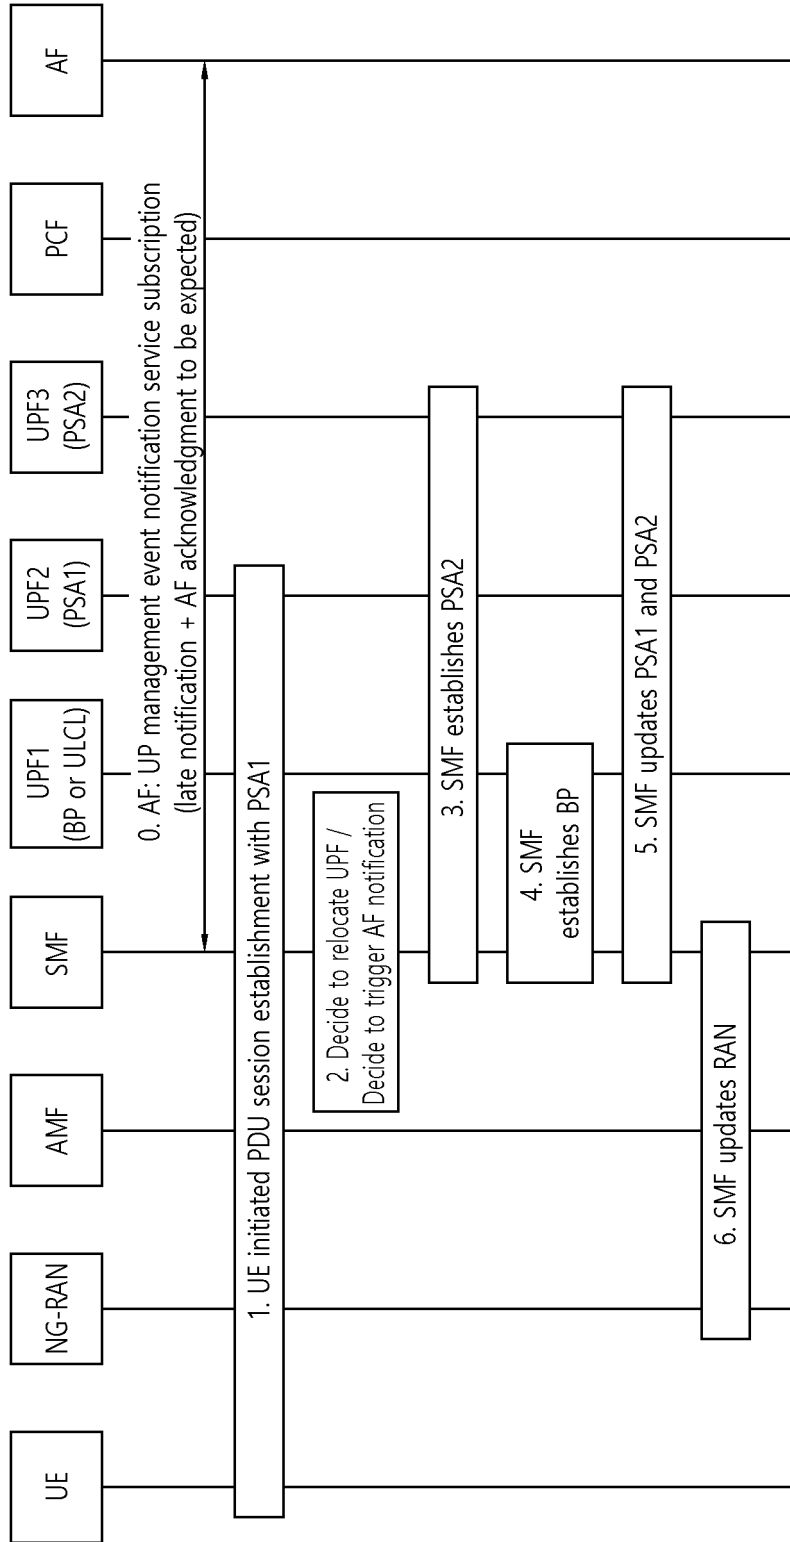 UE
NG-RAN
AMF
SMF
UPF1
(BP or ULCL)
UPF2
(PSA1)
UPF3
(PSA2)
PCF
AF
0. AF: UP management event notification service subscription
(late notification + AF acknowledgment to be expected)
1. UE initiated PDU session establishment with PSA1
2. Decide to relocate UPF /
Decide to trigger AF notification
3. SMF establishes PSA2
4. SMF
establishes BP
5. SMF updates PSA1 and PSA2
6. SMF updates RAN